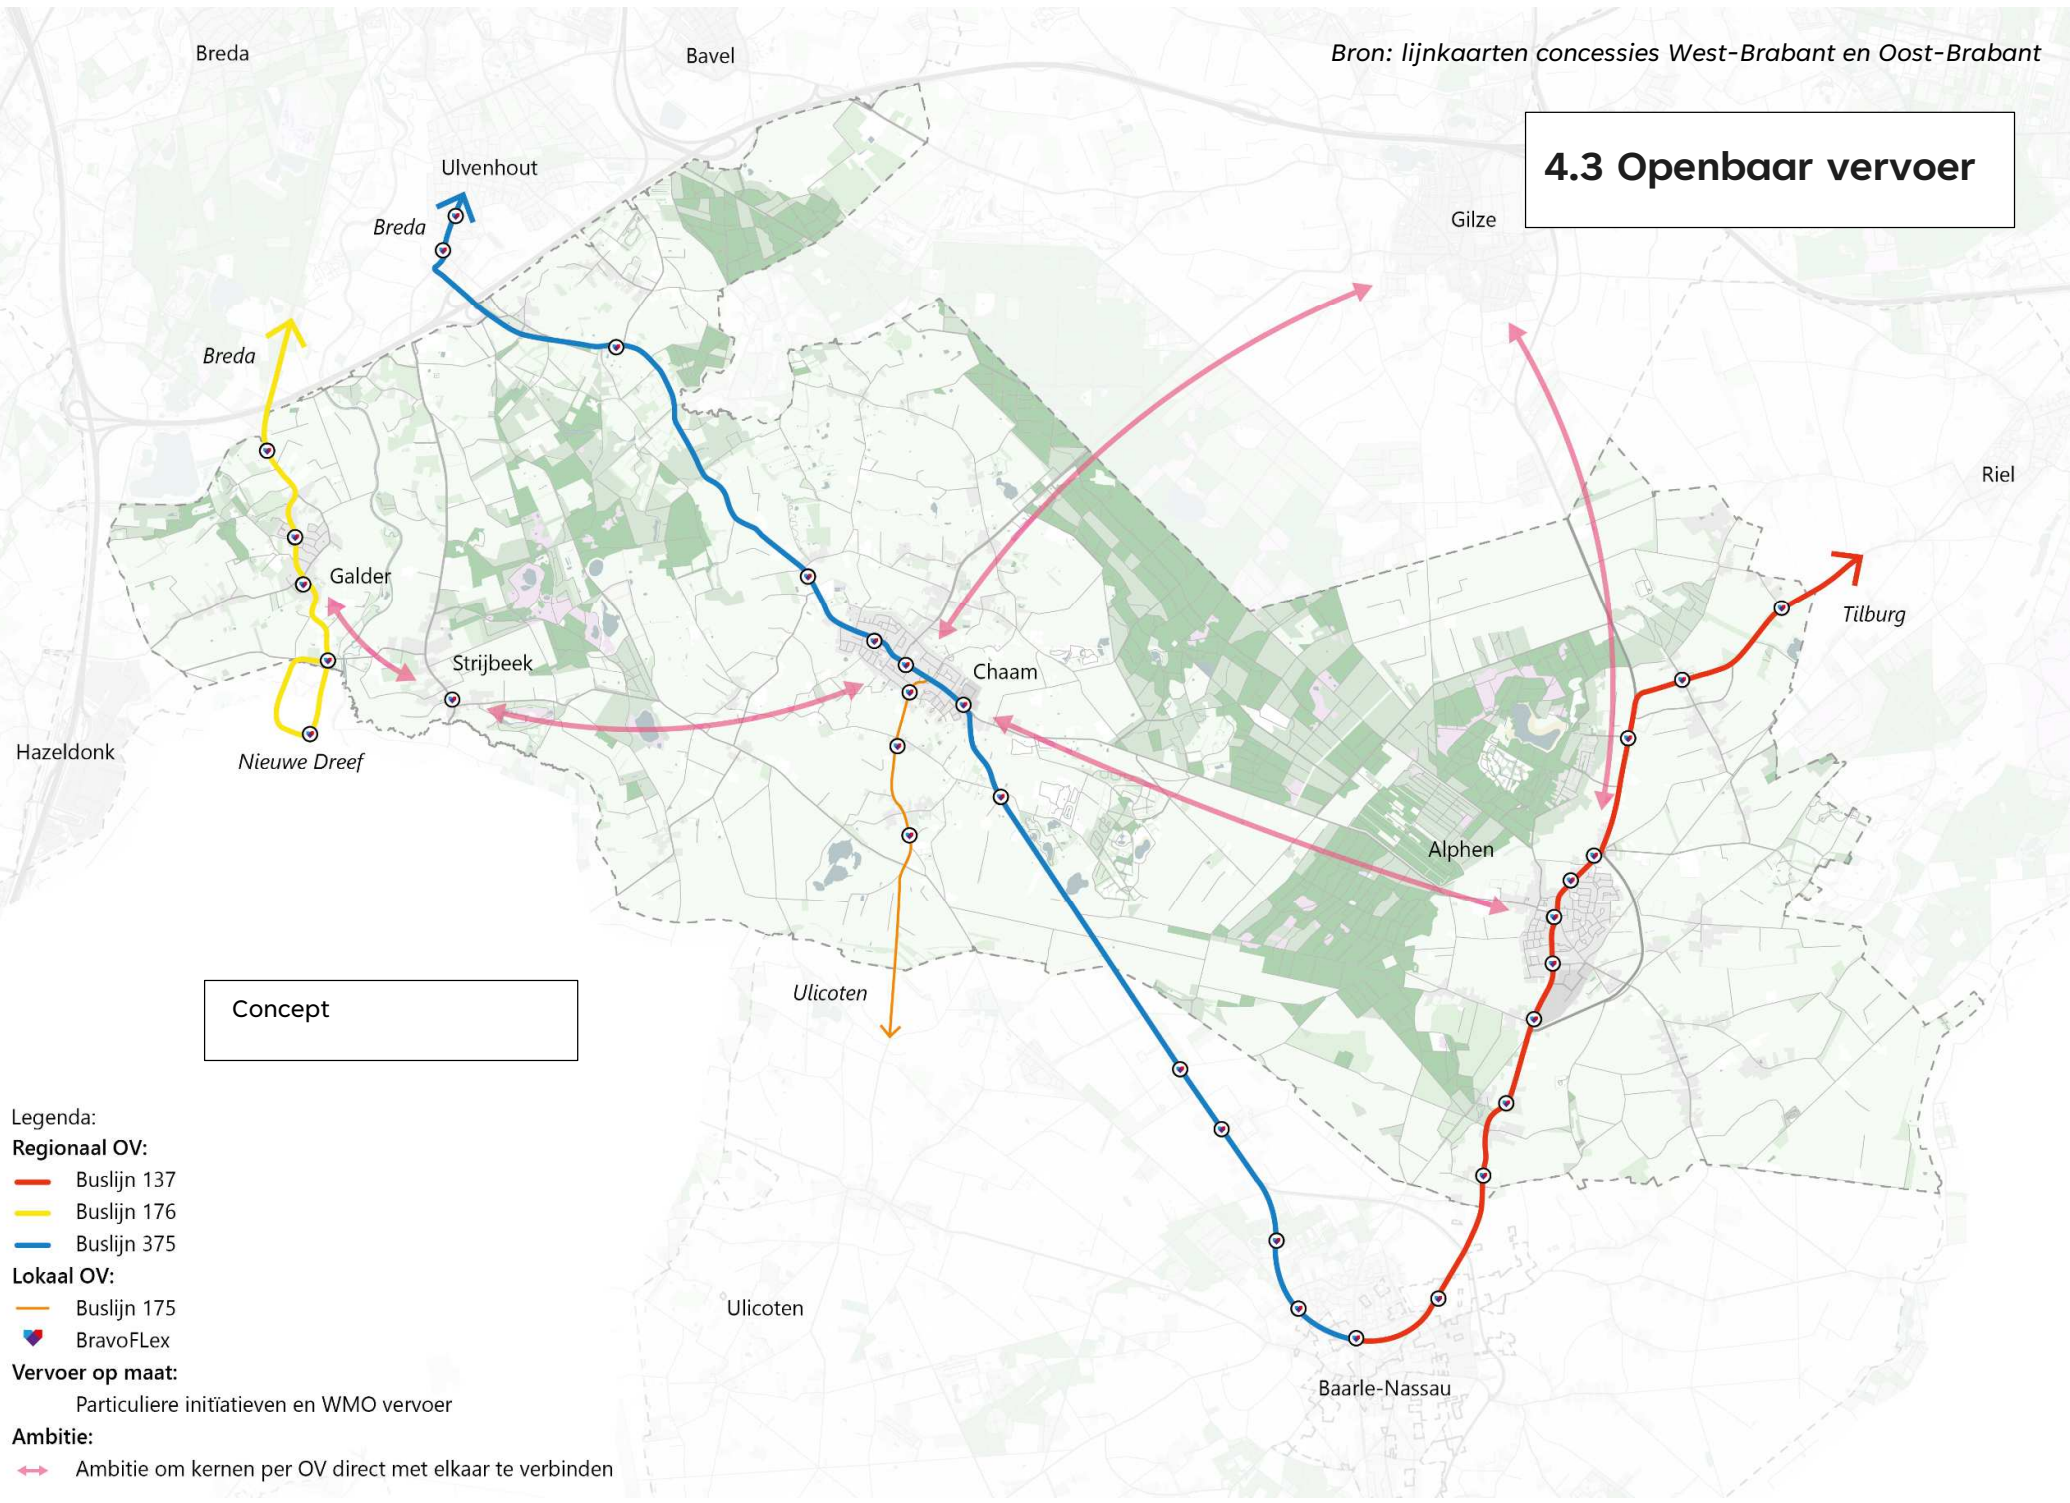 Breda
Bavel
Bron: lijnkaarten concessies West-Brabant en Oost-Brabant
4.3 Openbaar vervoer
Ulvenhout
Gilze
Breda
Breda
Riel
Galder
Tilburg
Strijbeek
Chaam
Hazeldonk
Nieuwe Dreef
Alphen
Ulicoten
Concept
Legenda:
Regionaal OV:
Buslijn 137
Buslijn 176
Buslijn 375
Lokaal OV:
Buslijn 175
Ulicoten
BravoFLex
Vervoer op maat:
Baarle-Nassau
Particuliere initïatieven en WMO vervoer
Ambitie:
Ambitie om kernen per OV direct met elkaar te verbinden